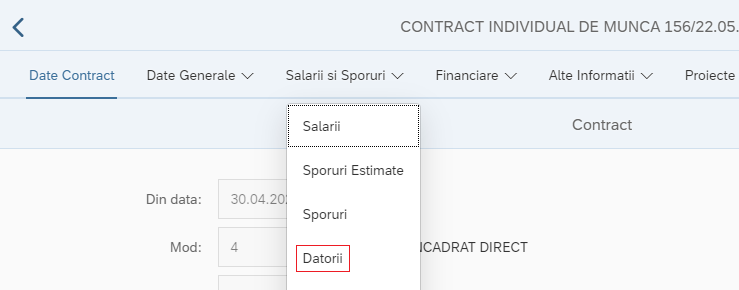 CONTRACT INDIVIDUAL DE MUNCA 156/22.05.
Date Contract Date Generale Salarii si Sporuri Financiare Alte Informatii Proiecte
Contract
Salarii
Sporuri Estimate
Din data: 30.04.20
Sporuri
Mod: 4 NCADRAT DIRECT
Datorii